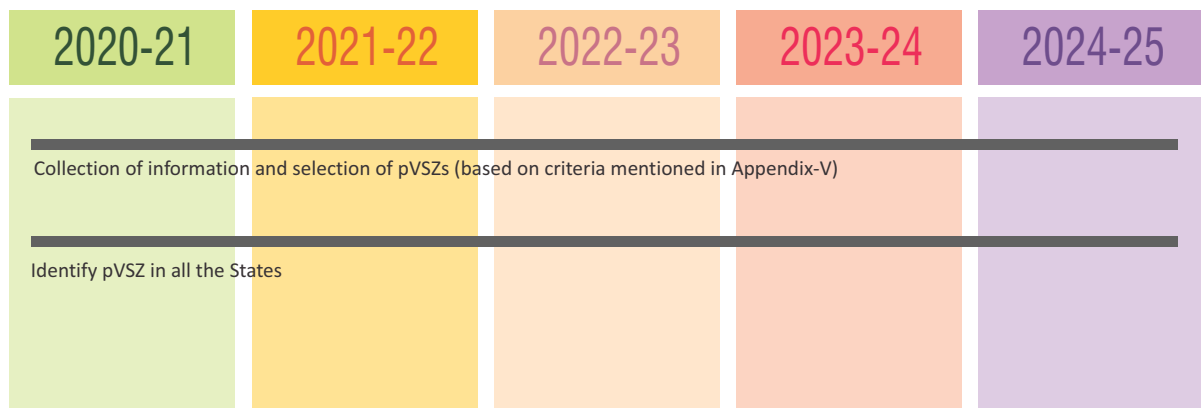 2020-21
2021-22
2022-23
2023-24
2024-25
Collection of information and selection of pVSZs (based on criteria mentioned in Appendix-V)
Identify pVSZ in all the States